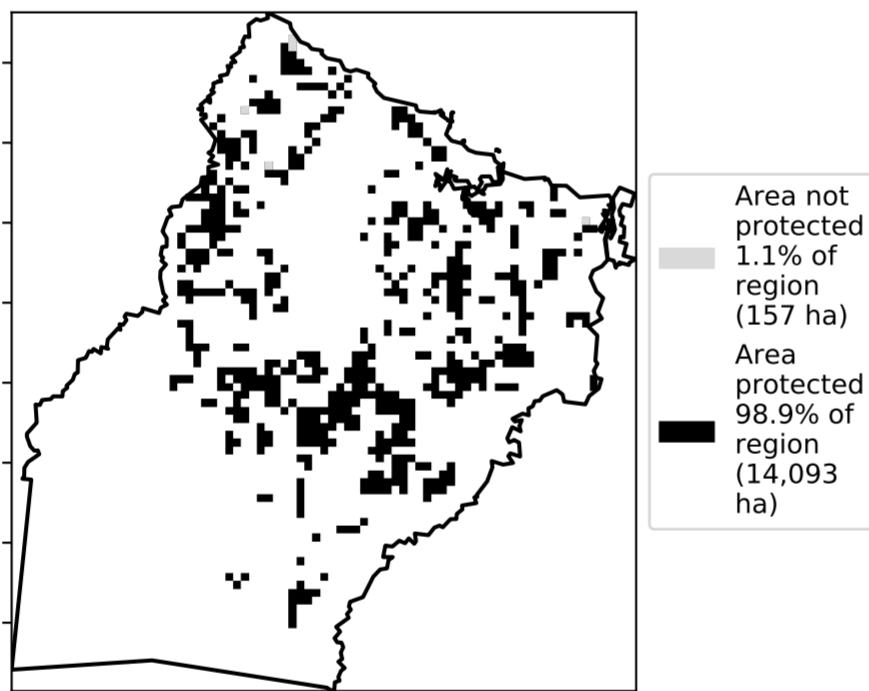 Area not
protected
1.1% of
region
(157 ha)
Area
protected
98.9% of
region
(14,093
ha)